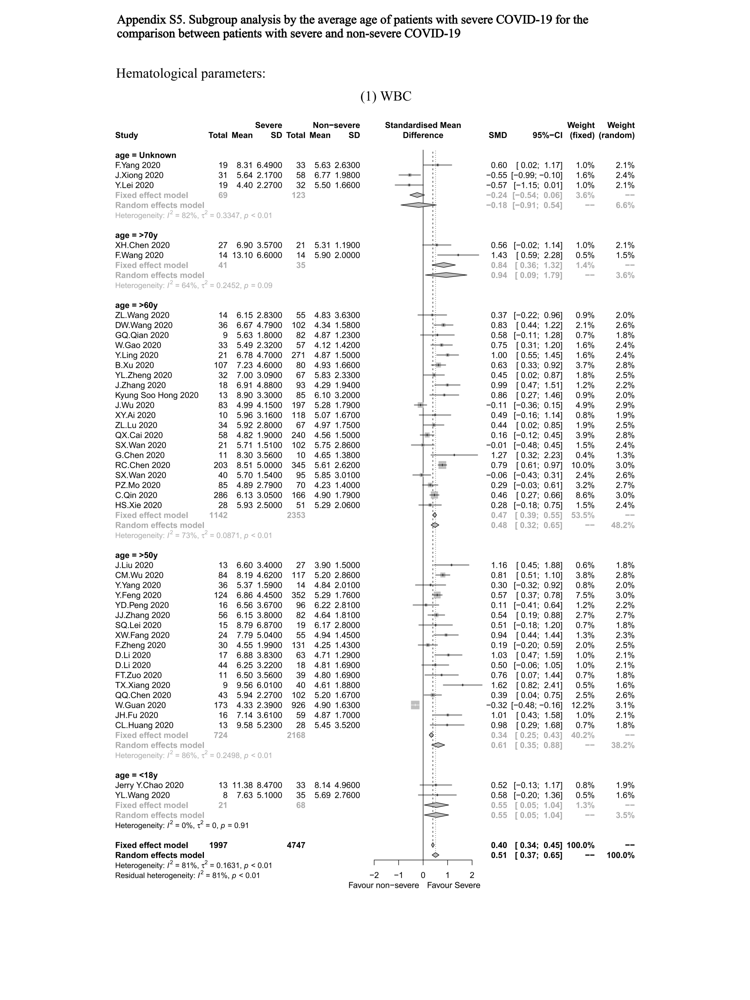 Appendix S5. Subgroup analysis by the average age of patients with severe COVID-19 for the
comparison between patients with severe and non-severe COVID-19
Hematological parameters:
(1) WBC
Severe Non−severe Standardised Mean Weight Weight
Study Total Mean SD Total Mean SD Difference SMD 95%−CI (fixed) (random)
age = Unknown
F.Yang 2020 19 8.31 6.4900 33 5.63 2.6300 0.60 [ 0.02; 1.17] 1.0% 2.1%
J.Xiong 2020 31 5.64 2.1700 58 6.77 1.9800 −0.55 [−0.99; −0.10] 1.6% 2.4%
Y.Lei 2020 19 4.40 2.2700 32 5.50 1.6600 −0.57 [−1.15; 0.01] 1.0% 2.1%
Fixed effect model 69 123 −0.24 [−0.54; 0.06] 3.6% −−
Random effects model −0.18 [−0.91; 0.54] −− 6.6%
Heterogeneity: I² = 82%, τ² = 0.3347, p < 0.01
age = >70y
XH.Chen 2020 27 6.90 3.5700 21 5.31 1.1900 0.56 [−0.02; 1.14] 1.0% 2.1%
F.Wang 2020 14 13.10 6.6000 14 5.90 2.0000 1.43 [ 0.59; 2.28] 0.5% 1.5%
Fixed effect model 41 35 0.84 [ 0.36; 1.32] 1.4% −−
Random effects model 0.94 [ 0.09; 1.79] −− 3.6%
Heterogeneity: I² = 64%, τ² = 0.2452, p = 0.09
age = >60y
ZL.Wang 2020 14 6.15 2.8300 55 4.83 3.6300 0.37 [−0.22; 0.96] 0.9% 2.0%
DW.Wang 2020 36 6.67 4.7900 102 4.34 1.5800 0.83 [ 0.44; 1.22] 2.1% 2.6%
GQ.Qian 2020 9 5.63 1.8000 82 4.87 1.2300 0.58 [−0.11; 1.28] 0.7% 1.8%
W.Gao 2020 33 5.49 2.3200 57 4.12 1.4200 0.75 [ 0.31; 1.20] 1.6% 2.4%
Y.Ling 2020 21 6.78 4.7000 271 4.87 1.5000 1.00 [ 0.55; 1.45] 1.6% 2.4%
B.Xu 2020 107 7.23 4.6000 80 4.93 1.6600 0.63 [ 0.33; 0.92] 3.7% 2.8%
YL.Zheng 2020 32 7.00 3.0900 67 5.83 2.3300 0.45 [ 0.02; 0.87] 1.8% 2.5%
J.Zhang 2020 18 6.91 4.8800 93 4.29 1.9400 0.99 [ 0.47; 1.51] 1.2% 2.2%
Kyung Soo Hong 2020 13 8.90 3.3000 85 6.10 3.2000 0.86 [ 0.27; 1.46] 0.9% 2.0%
J.Wu 2020 83 4.99 4.1500 197 5.28 1.7900 −0.11 [−0.36; 0.15] 4.9% 2.9%
XY.Ai 2020 10 5.96 3.1600 118 5.07 1.6700 0.49 [−0.16; 1.14] 0.8% 1.9%
ZL.Lu 2020 34 5.92 2.8000 67 4.97 1.7500 0.44 [ 0.02; 0.85] 1.9% 2.5%
QX.Cai 2020 58 4.82 1.9000 240 4.56 1.5000 0.16 [−0.12; 0.45] 3.9% 2.8%
SX.Wan 2020 21 5.71 1.5100 102 5.75 2.8600 −0.01 [−0.48; 0.45] 1.5% 2.4%
G.Chen 2020 11 8.30 3.5600 10 4.65 1.3800 1.27 [ 0.32; 2.23] 0.4% 1.3%
RC.Chen 2020 203 8.51 5.0000 345 5.61 2.6200 0.79 [ 0.61; 0.97] 10.0% 3.0%
SX.Wan 2020 40 5.70 1.5400 95 5.85 3.0100 −0.06 [−0.43; 0.31] 2.4% 2.6%
PZ.Mo 2020 85 4.89 2.7900 70 4.23 1.4000 0.29 [−0.03; 0.61] 3.2% 2.7%
C.Qin 2020 286 6.13 3.0500 166 4.90 1.7900 0.46 [ 0.27; 0.66] 8.6% 3.0%
HS.Xie 2020 28 5.93 2.5000 51 5.29 2.0600 0.28 [−0.18; 0.75] 1.5% 2.4%
Fixed effect model 1142 2353 0.47 [ 0.39; 0.55] 53.5% −−
Random effects model 0.48 [ 0.32; 0.65] −− 48.2%
Heterogeneity: I² = 73%, τ² = 0.0871, p < 0.01
age = >50y
J.Liu 2020 13 6.60 3.4000 27 3.90 1.5000 1.16 [ 0.45; 1.88] 0.6% 1.8%
CM.Wu 2020 84 8.19 4.6200 117 5.20 2.8600 0.81 [ 0.51; 1.10] 3.8% 2.8%
Y.Yang 2020 36 5.37 1.5900 14 4.84 2.0100 0.30 [−0.32; 0.92] 0.8% 2.0%
Y.Feng 2020 124 6.86 4.4500 352 5.29 1.7600 0.57 [ 0.37; 0.78] 7.5% 3.0%
YD.Peng 2020 16 6.56 3.6700 96 6.22 2.8100 0.11 [−0.41; 0.64] 1.2% 2.2%
JJ.Zhang 2020 56 6.15 3.8000 82 4.64 1.8100 0.54 [ 0.19; 0.88] 2.7% 2.7%
SQ.Lei 2020 15 8.79 6.8700 19 6.17 2.8000 0.51 [−0.18; 1.20] 0.7% 1.8%
XW.Fang 2020 24 7.79 5.0400 55 4.94 1.4500 0.94 [ 0.44; 1.44] 1.3% 2.3%
F.Zheng 2020 30 4.55 1.9900 131 4.25 1.4300 0.19 [−0.20; 0.59] 2.0% 2.5%
D.Li 2020 17 6.88 3.8300 63 4.71 1.2900 1.03 [ 0.47; 1.59] 1.0% 2.1%
D.Li 2020 44 6.25 3.2200 18 4.81 1.6900 0.50 [−0.06; 1.05] 1.0% 2.1%
FT.Zuo 2020 11 6.50 3.5600 39 4.80 1.6900 0.76 [ 0.07; 1.44] 0.7% 1.8%
TX.Xiang 2020 9 9.56 6.0100 40 4.61 1.8800 1.62 [ 0.82; 2.41] 0.5% 1.6%
QQ.Chen 2020 43 5.94 2.2700 102 5.20 1.6700 0.39 [ 0.04; 0.75] 2.5% 2.6%
W.Guan 2020 173 4.33 2.3900 926 4.90 1.6300 −0.32 [−0.48; −0.16] 12.2% 3.1%
JH.Fu 2020 16 7.14 3.6100 59 4.87 1.7000 1.01 [ 0.43; 1.58] 1.0% 2.1%
CL.Huang 2020 13 9.58 5.2300 28 5.45 3.5200 0.98 [ 0.29; 1.68] 0.7% 1.8%
Fixed effect model 724 2168 0.34 [ 0.25; 0.43] 40.2% −−
Random effects model 0.61 [ 0.35; 0.88] −− 38.2%
Heterogeneity: I² = 86%, τ² = 0.2498, p < 0.01
age = <18y
Jerry Y.Chao 2020 13 11.38 8.4700 33 8.14 4.9600 0.52 [−0.13; 1.17] 0.8% 1.9%
YL.Wang 2020 8 7.63 5.1000 35 5.69 2.7600 0.58 [−0.20; 1.36] 0.5% 1.6%
Fixed effect model 21 68 0.55 [ 0.05; 1.04] 1.3% −−
Random effects model 0.55 [ 0.05; 1.04] −− 3.5%
Heterogeneity: I² = 0%, τ² = 0, p = 0.91
Fixed effect model 1997 4747 0.40 [ 0.34; 0.45] 100.0% −−
Random effects model 0.51 [ 0.37; 0.65] −− 100.0%
Heterogeneity: I² = 81%, τ² = 0.1631, p < 0.01
Residual heterogeneity: I² = 81%, p < 0.01
−2 −1 0 1 2
Favour non−severe Favour Severe